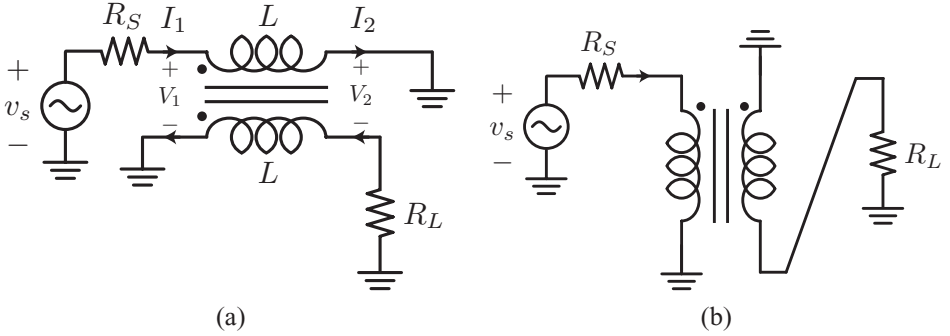 R_S I_1 L I_2
+ + +
v_s V_1 V_2
− − −
L
R_L
(a)
R_S
+
v_s
−
R_L
(b)